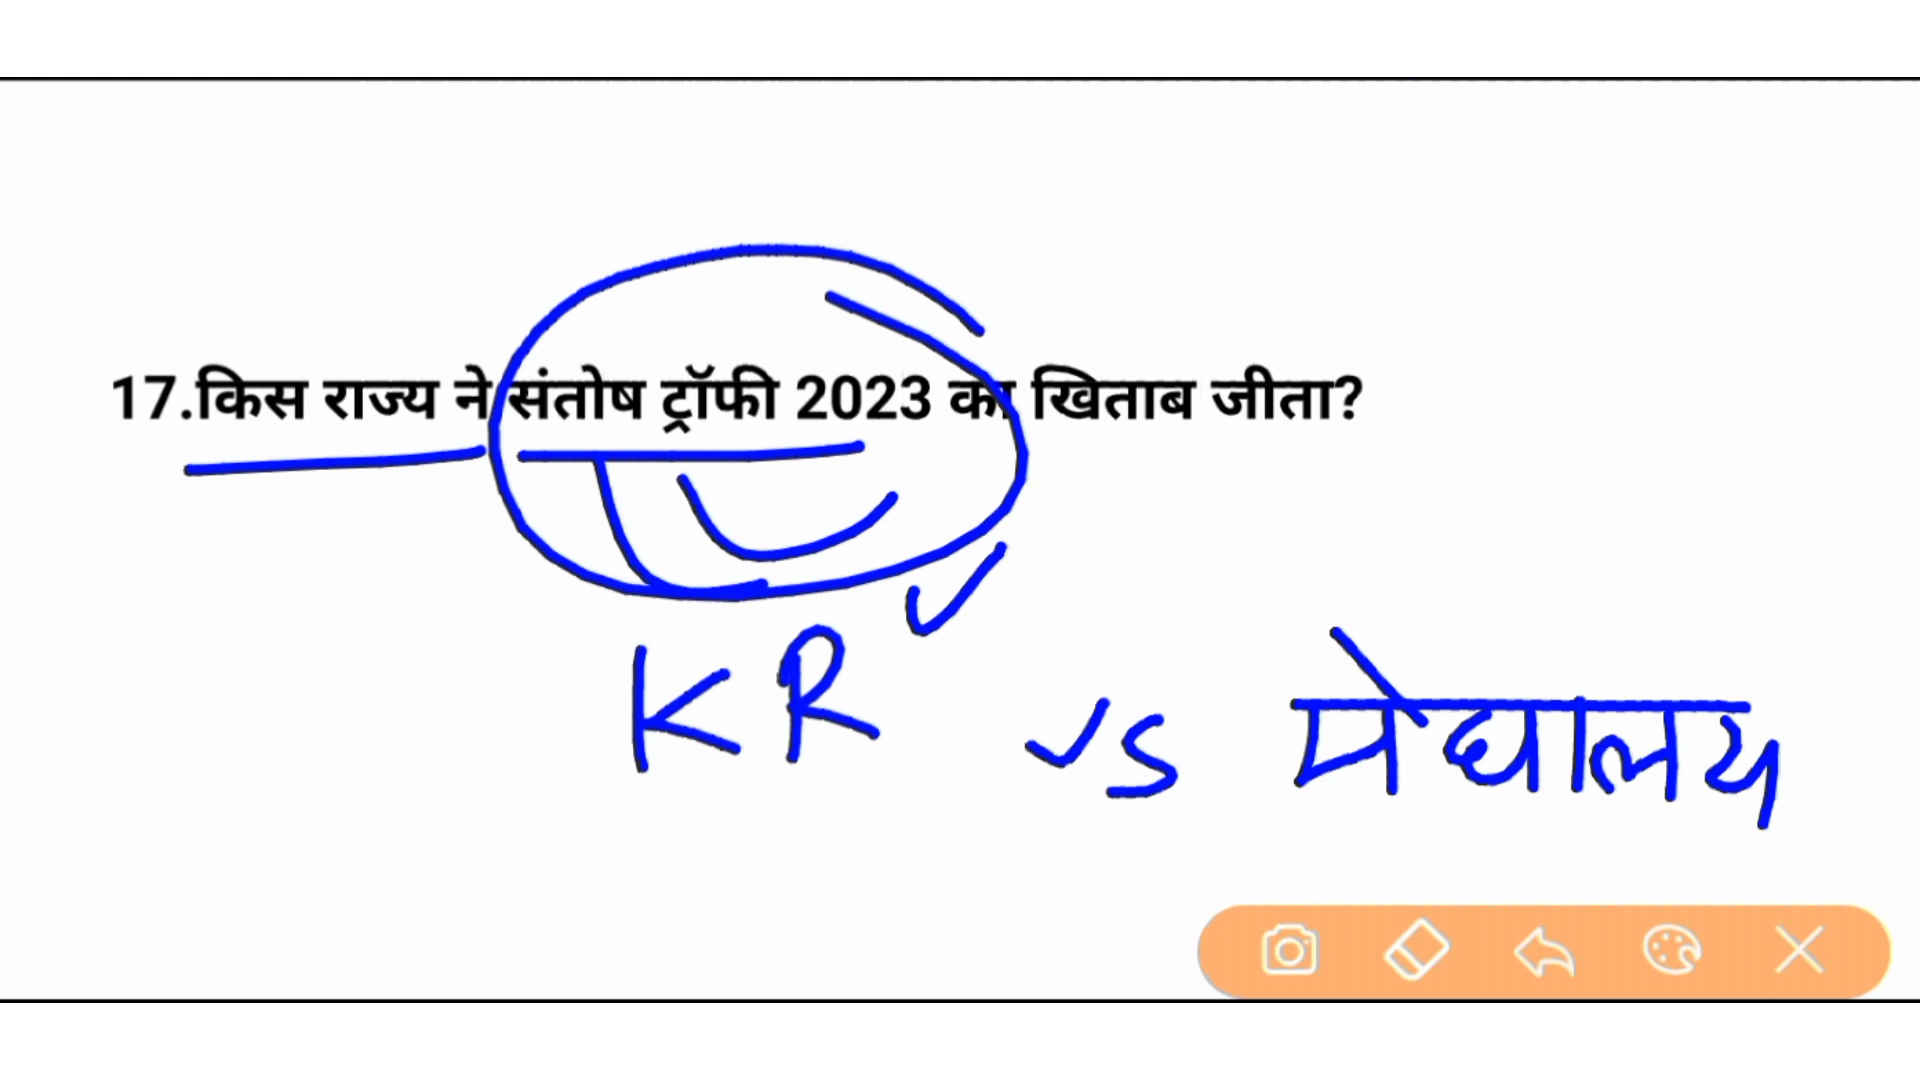 17.किस राज्य ने संतोष ट्रॉफी 2023 का खिताब जीता?
KR vs मेघालय